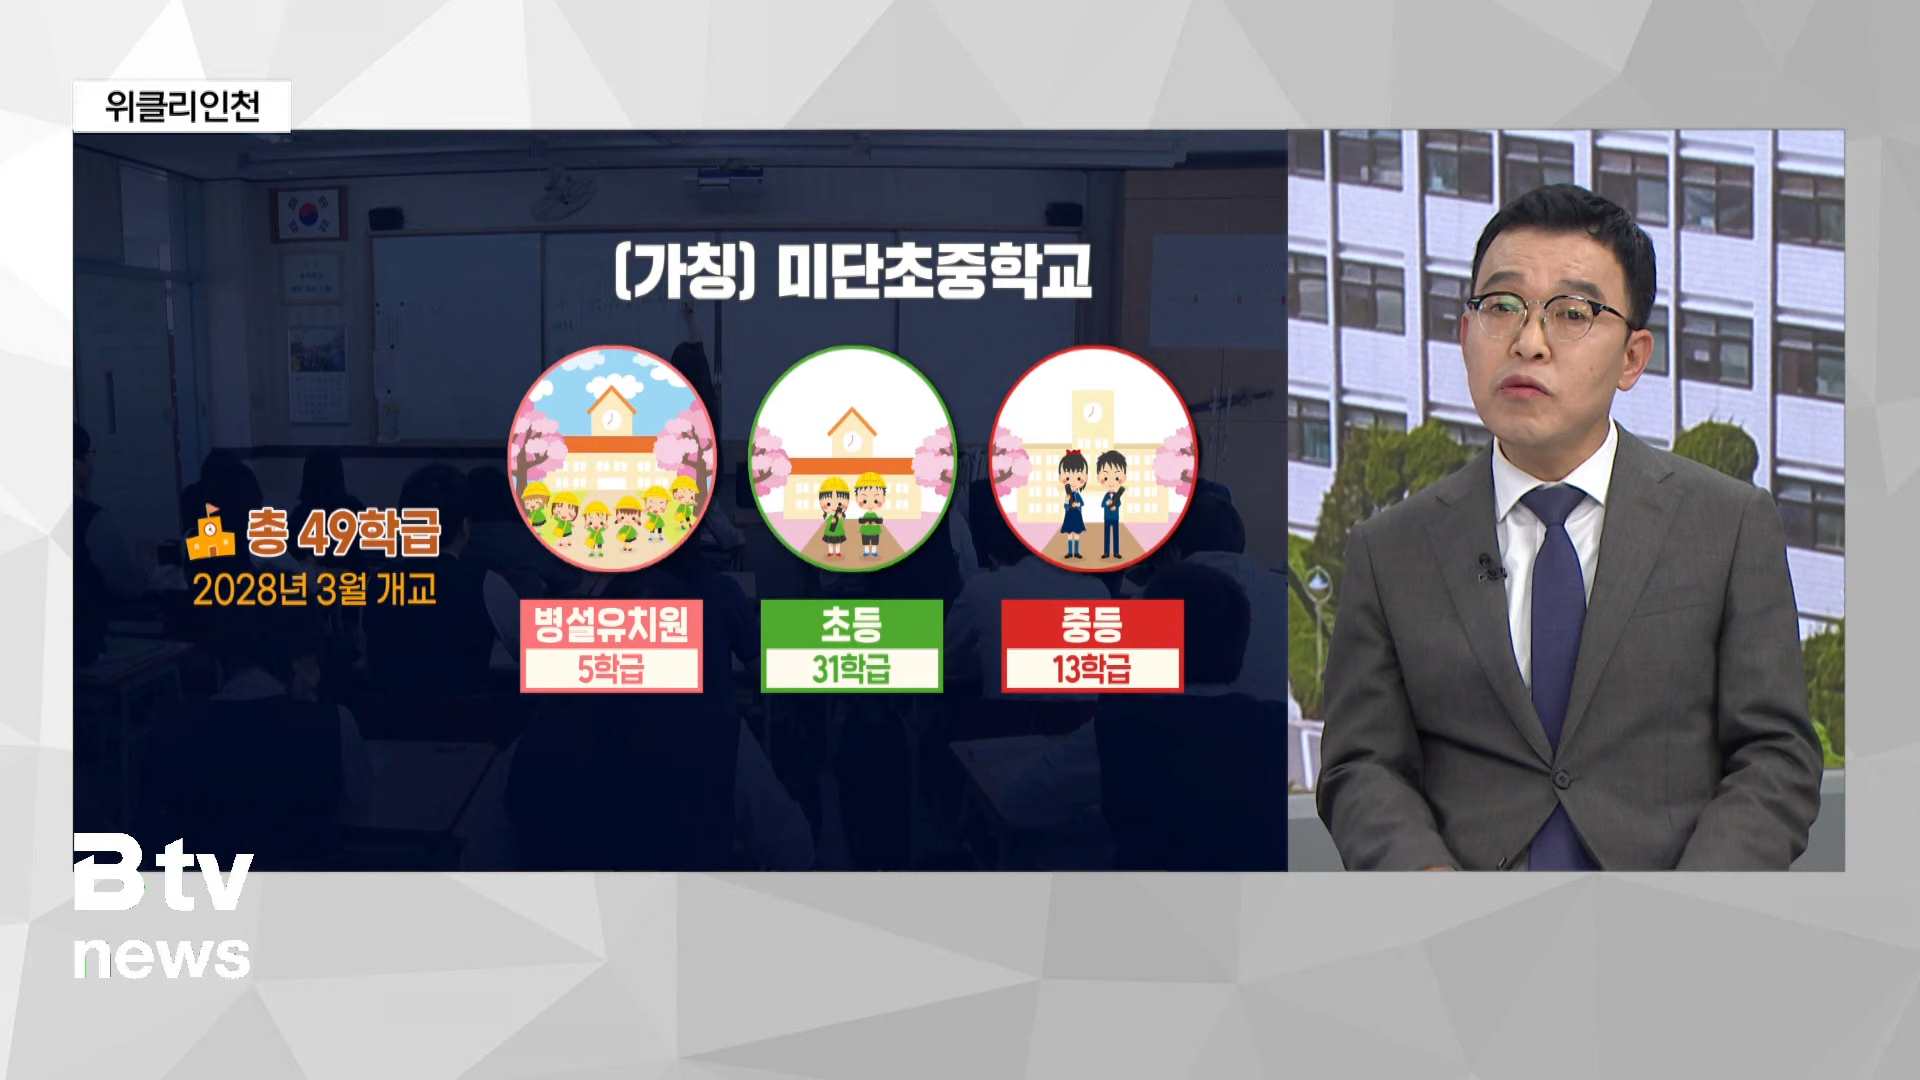 위클리인천
(가칭) 미단초중학교
총 49학급
2028년 3월 개교
병설유치원
5학급
초등
31학급
중등
13학급
B tv
news